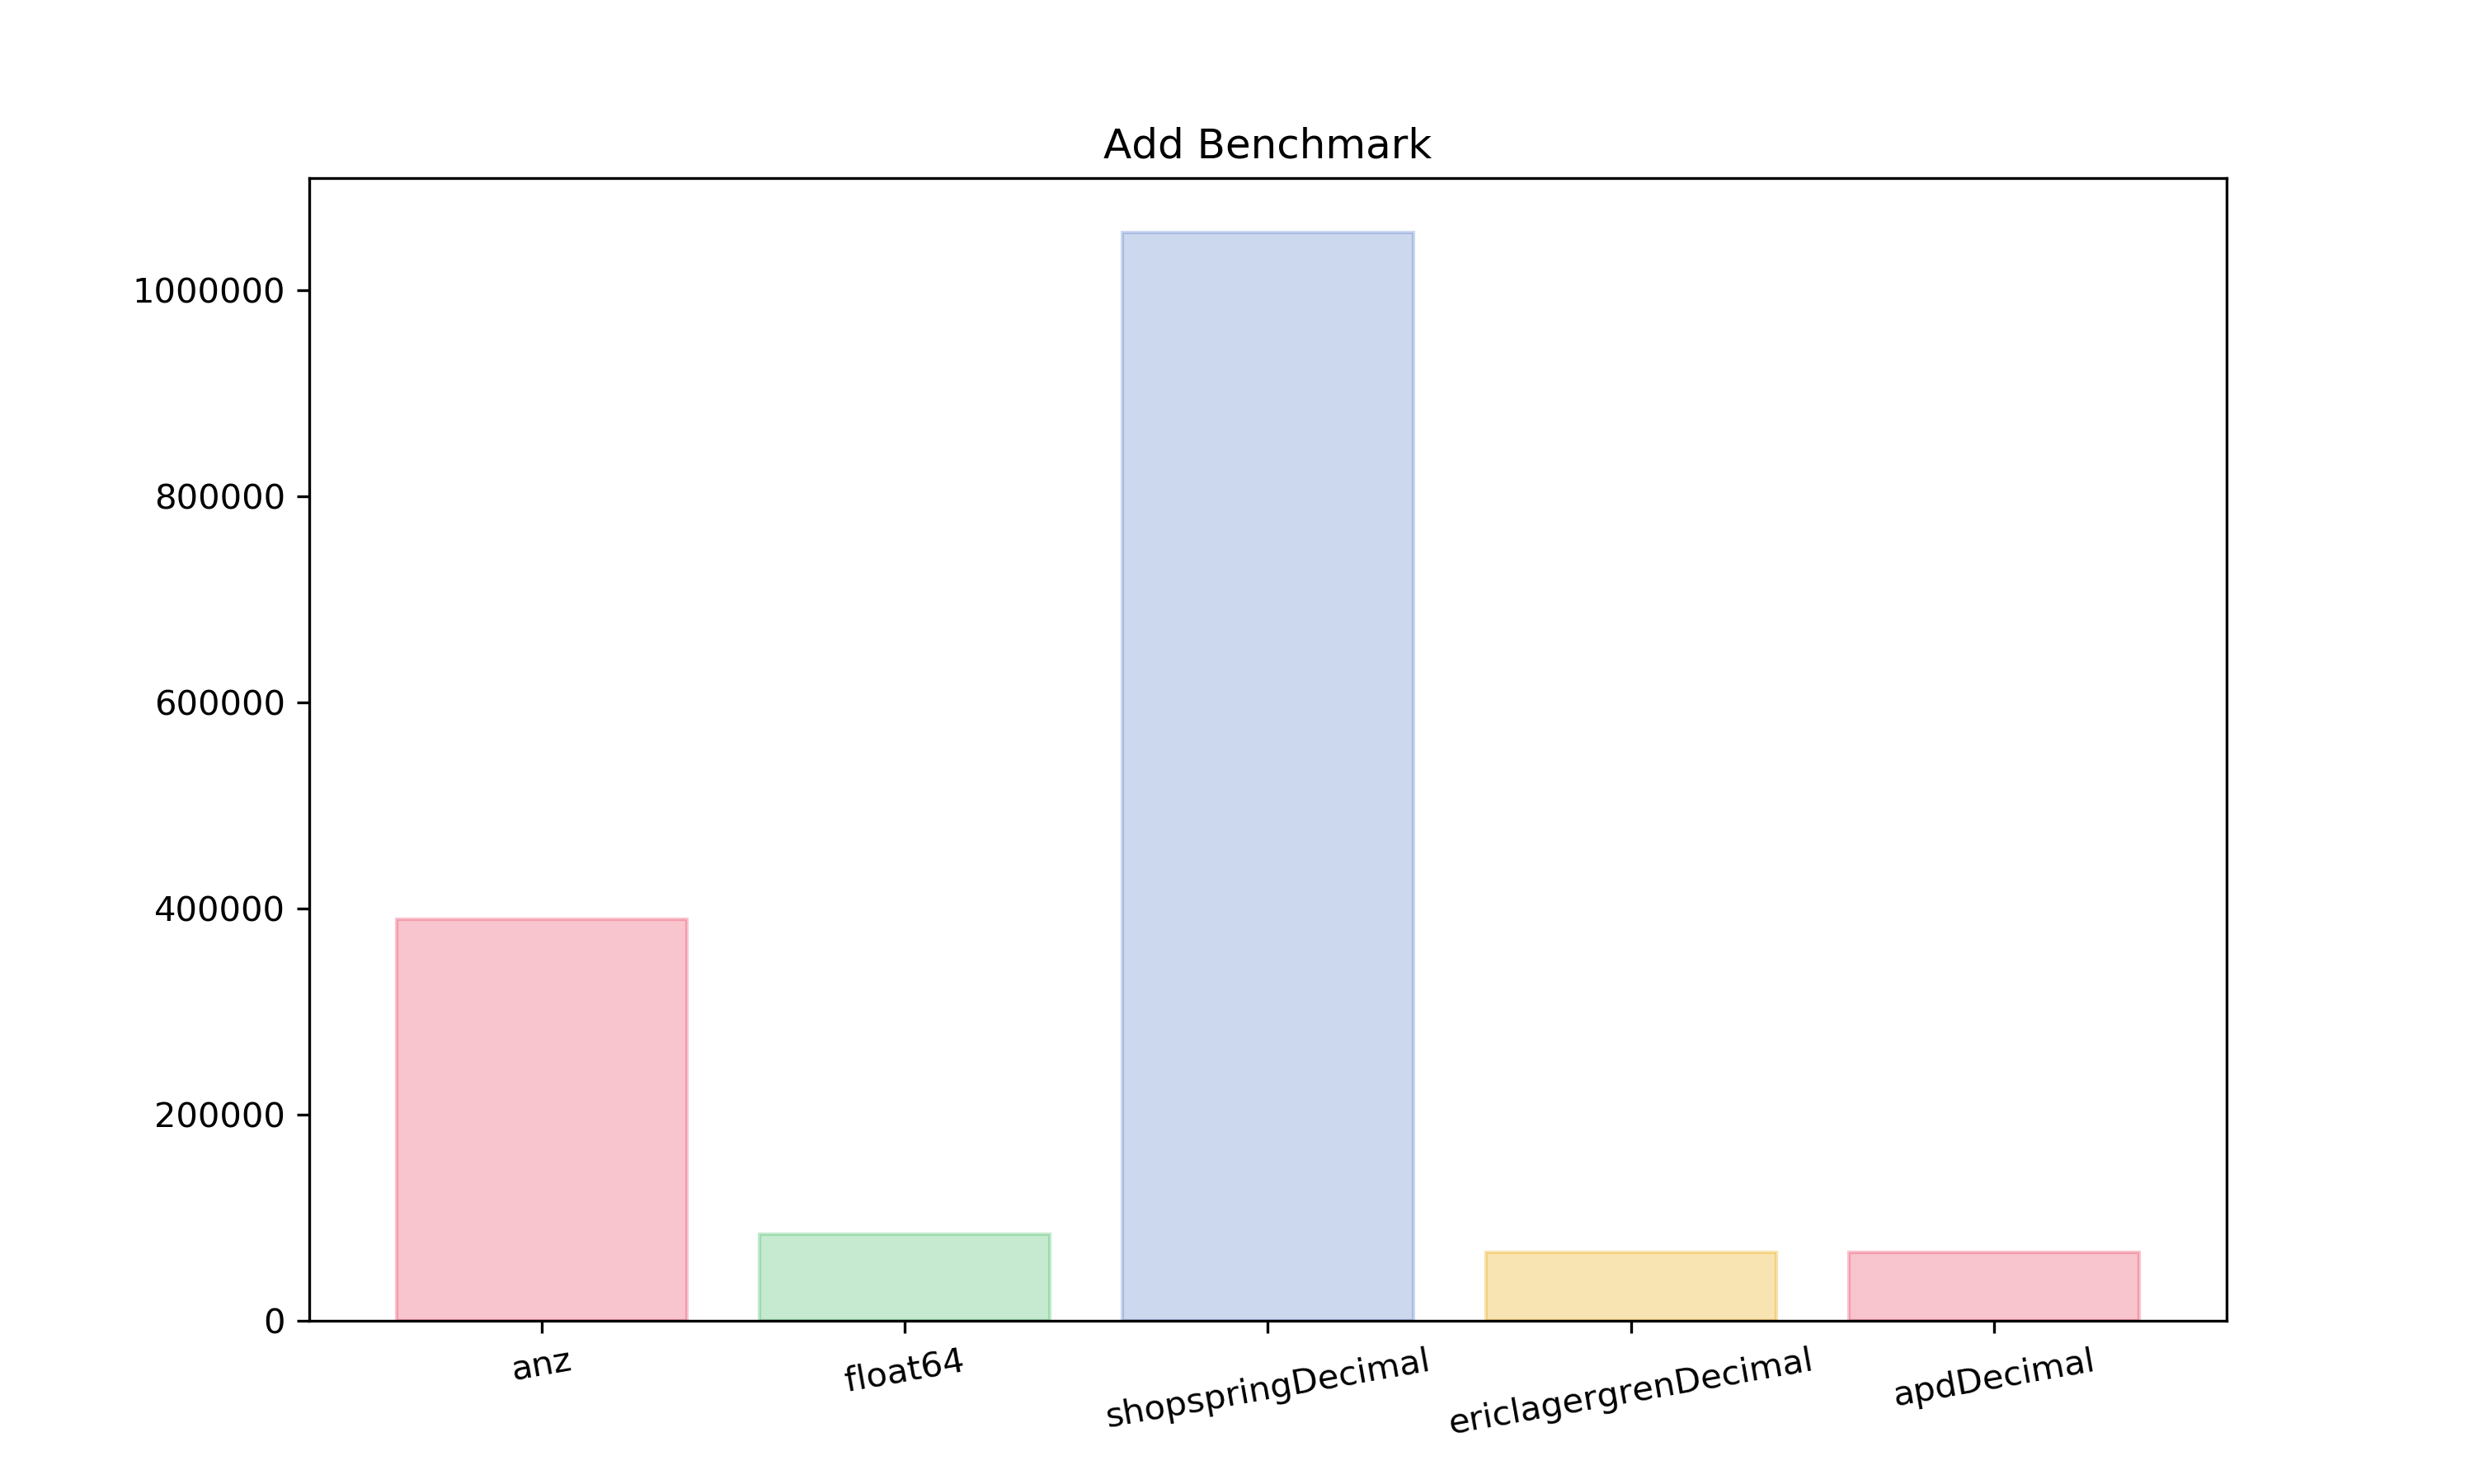 Add Benchmark
1000000
800000
600000
400000
200000
0
anz
float64
shopspringDecimal
ericlagergrenDecimal
apdDecimal